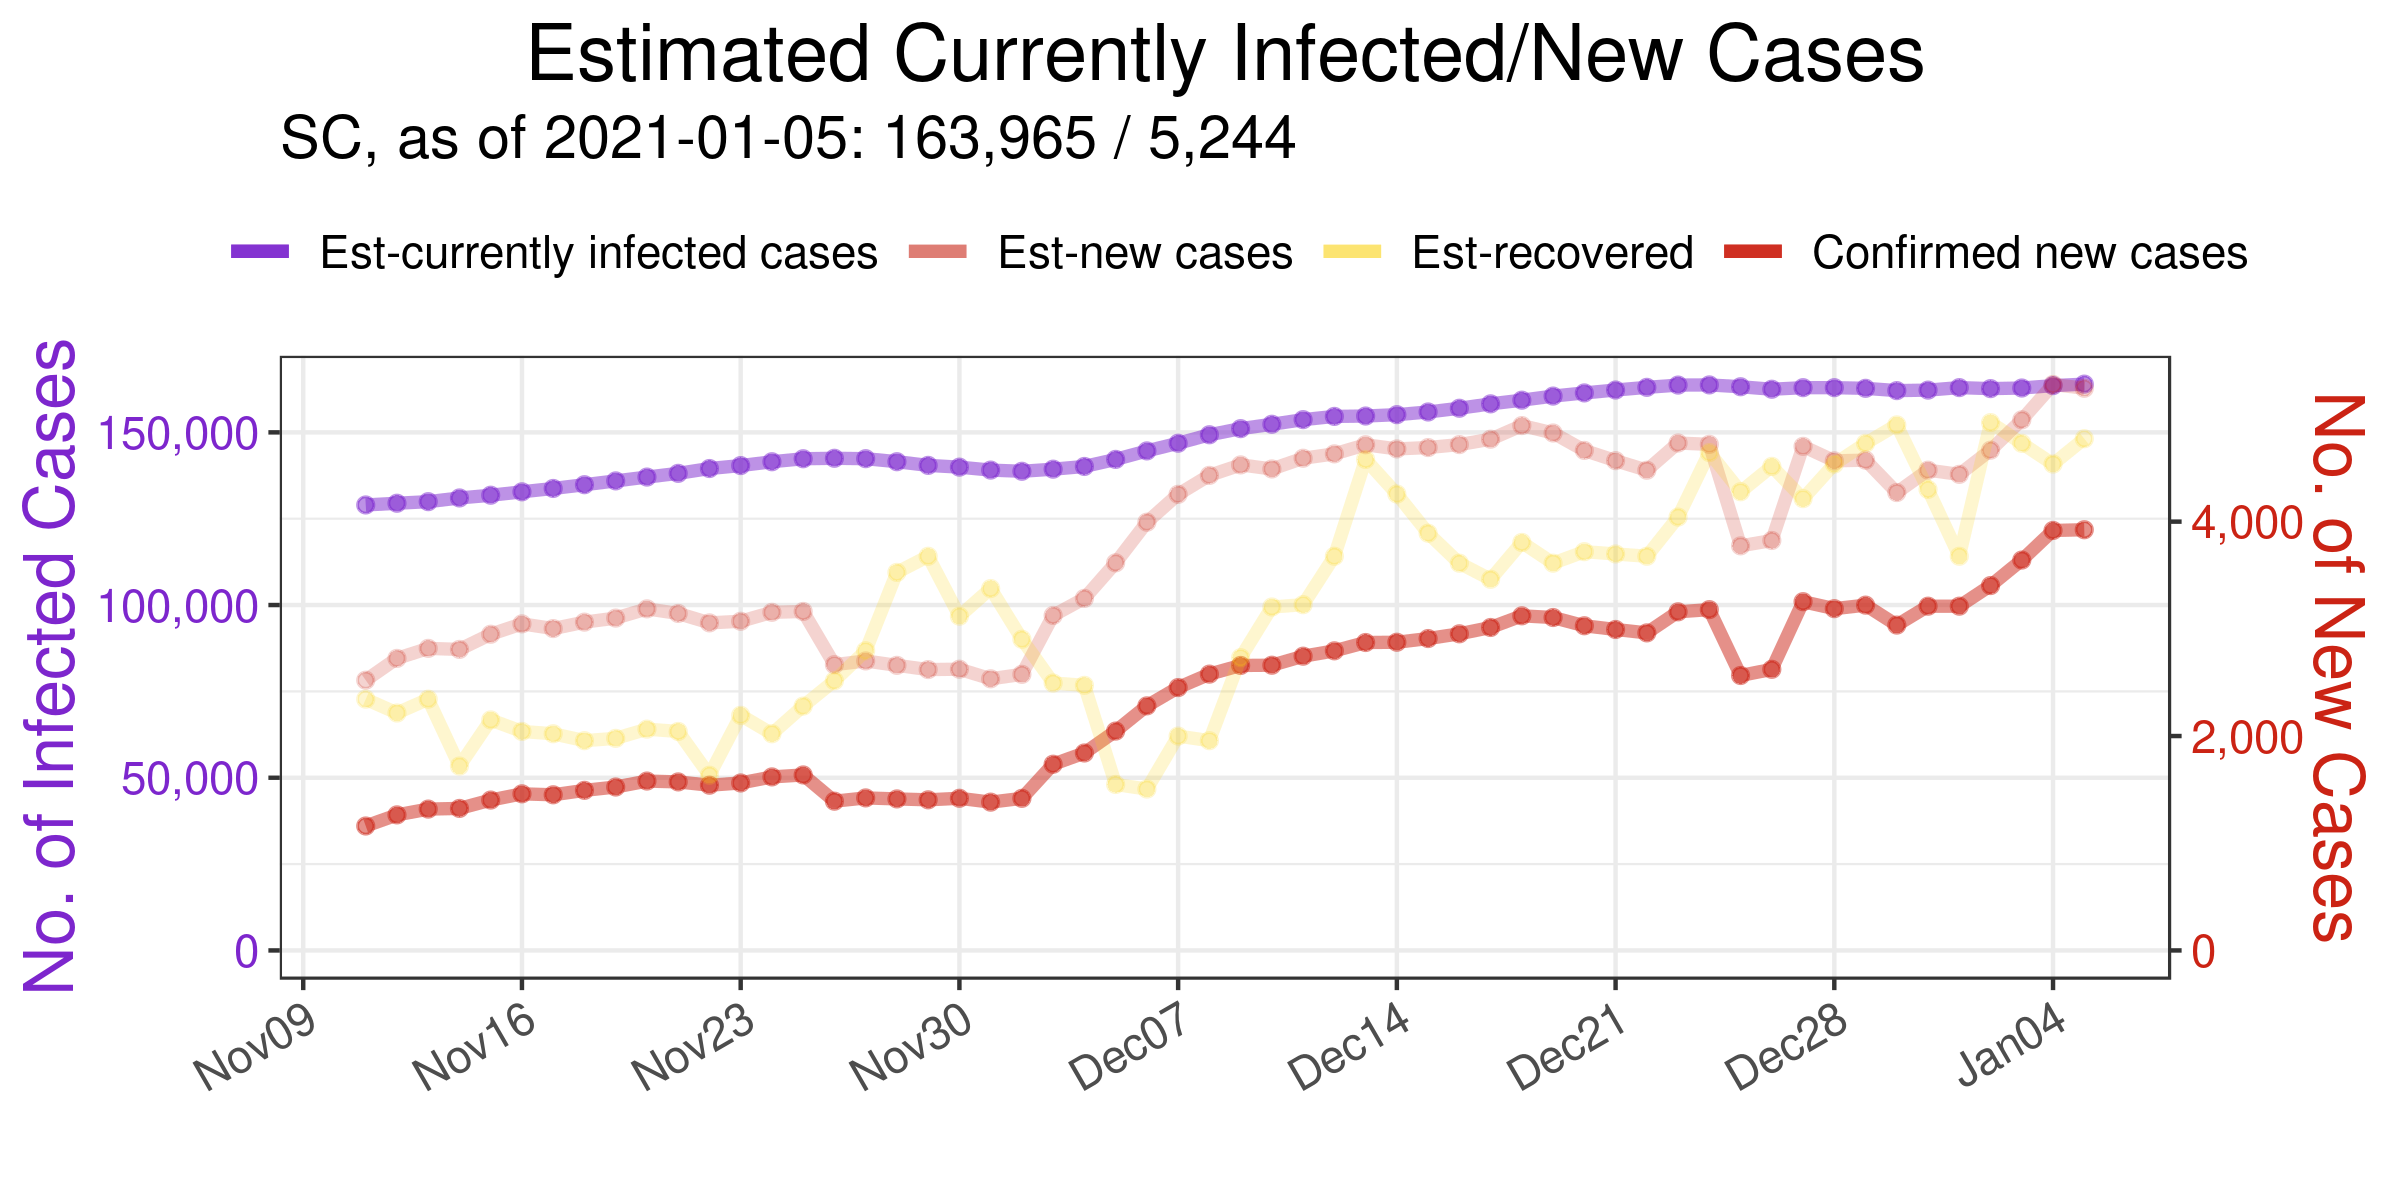 Estimated Currently Infected/New Cases
SC, as of 2021-01-05: 163,965 / 5,244
Est-currently infected cases Est-new cases Est-recovered Confirmed new cases
No. of Infected Cases
150,000
100,000
50,000
0
4,000
2,000
0
No. of New Cases
Nov09 Nov16 Nov23 Nov30 Dec07 Dec14 Dec21 Dec28 Jan04